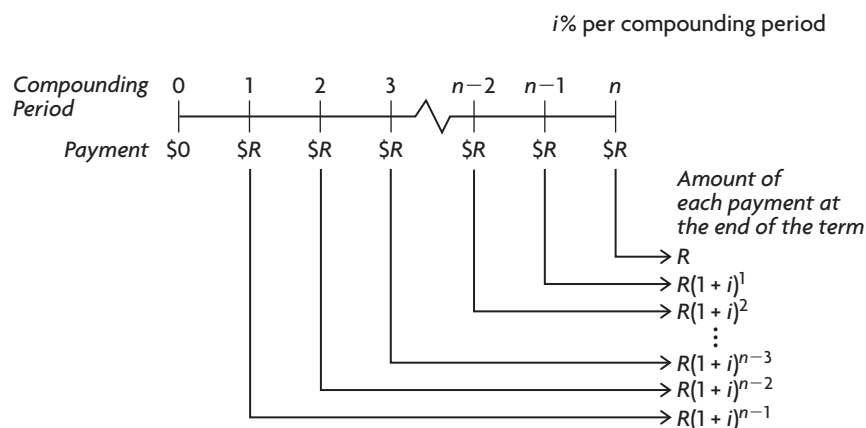 i% per compounding period
Compounding Period 0 1 2 3 n−2 n−1 n
Payment $0 $R $R $R $R $R $R
Amount of
each payment at
the end of the term
R
R(1 + i)^1
R(1 + i)^2
⋮
R(1 + i)^{n−3}
R(1 + i)^{n−2}
R(1 + i)^{n−1}